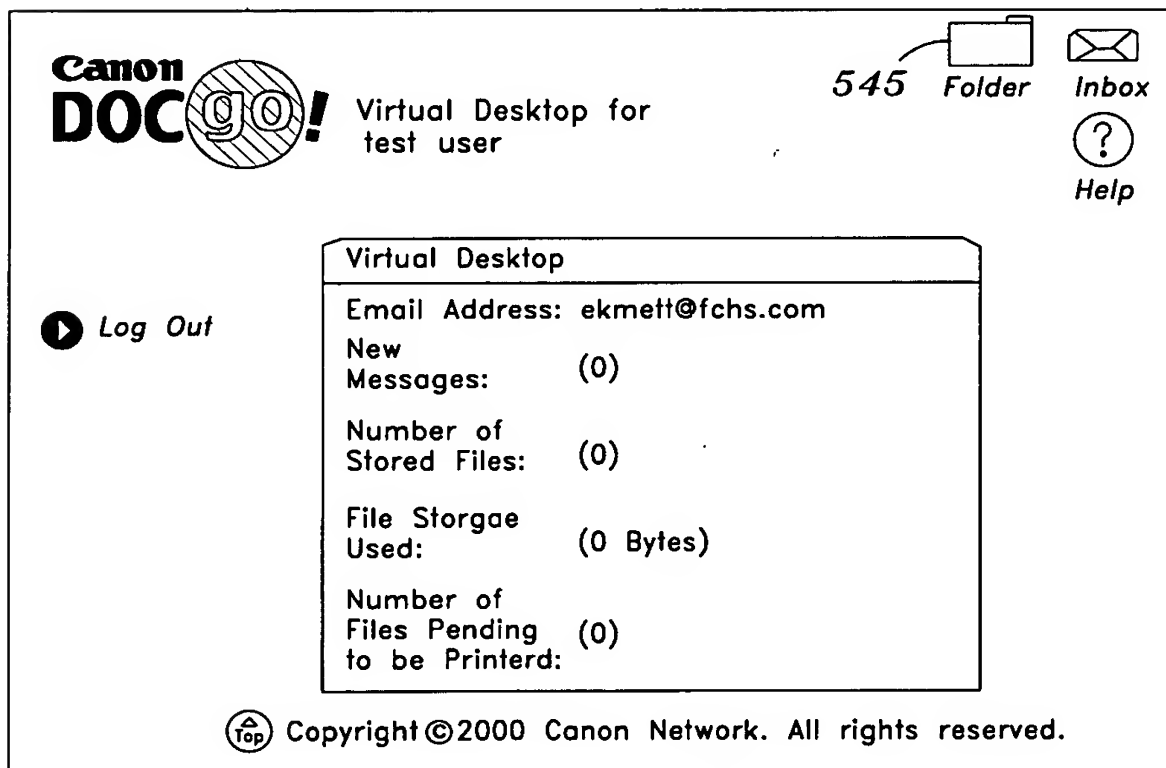 Canon
DOC go!
Virtual Desktop for
test user
545
Folder
Inbox
?
Help
Log Out
Virtual Desktop
Email Address: ekmett@fchs.com
New
Messages: (0)
Number of
Stored Files: (0)
File Storgae
Used: (0 Bytes)
Number of
Files Pending (0)
to be Printerd:
Top
Copyright ©2000 Canon Network. All rights reserved.